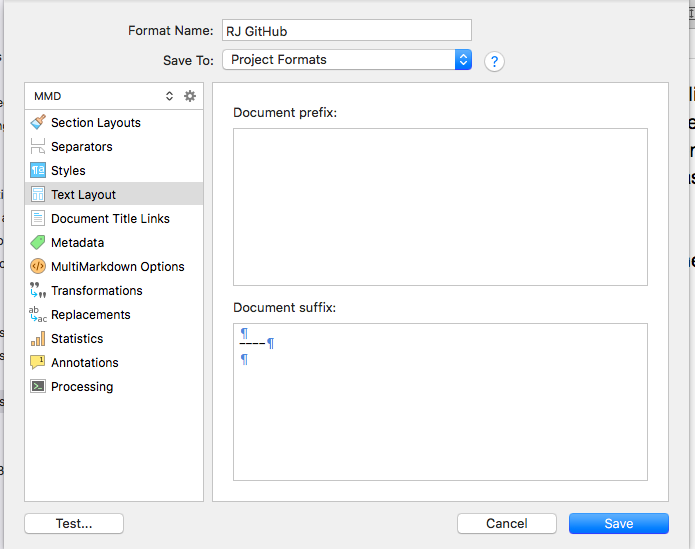 Format Name: RJ GitHub
Save To: Project Formats ?
MMD
Section Layouts
Separators
Styles
Text Layout
Document Title Links
Metadata
MultiMarkdown Options
Transformations
Replacements
Statistics
Annotations
Processing
Document prefix:
Document suffix:
¶
----¶
¶
Test...
Cancel
Save